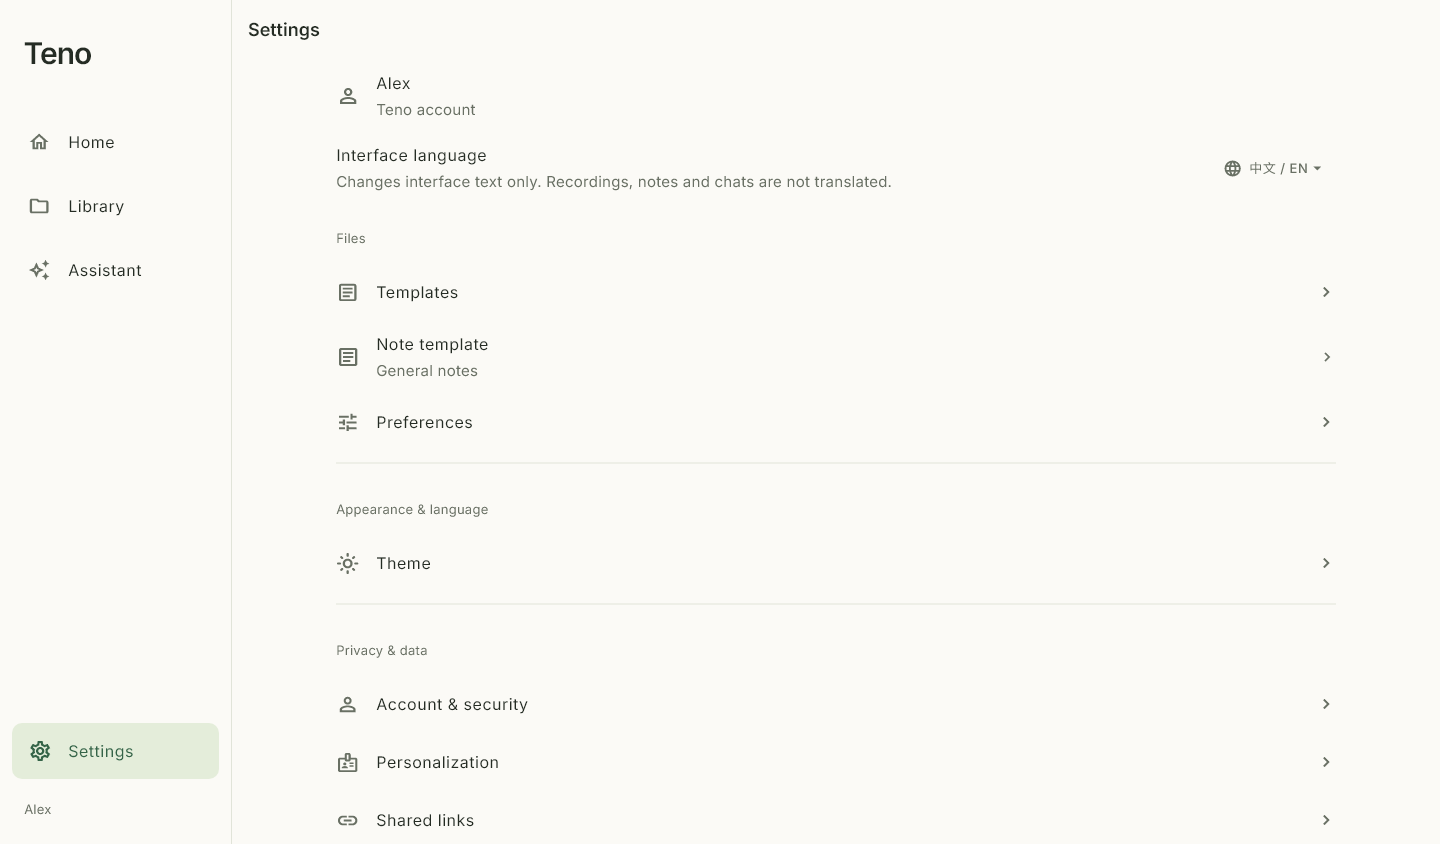 Teno
Home
Library
Assistant
Settings
Alex
Settings
Alex
Teno account
Interface language
Changes interface text only. Recordings, notes and chats are not translated.
中文 / EN
Files
Templates
Note template
General notes
Preferences
Appearance & language
Theme
Privacy & data
Account & security
Personalization
Shared links